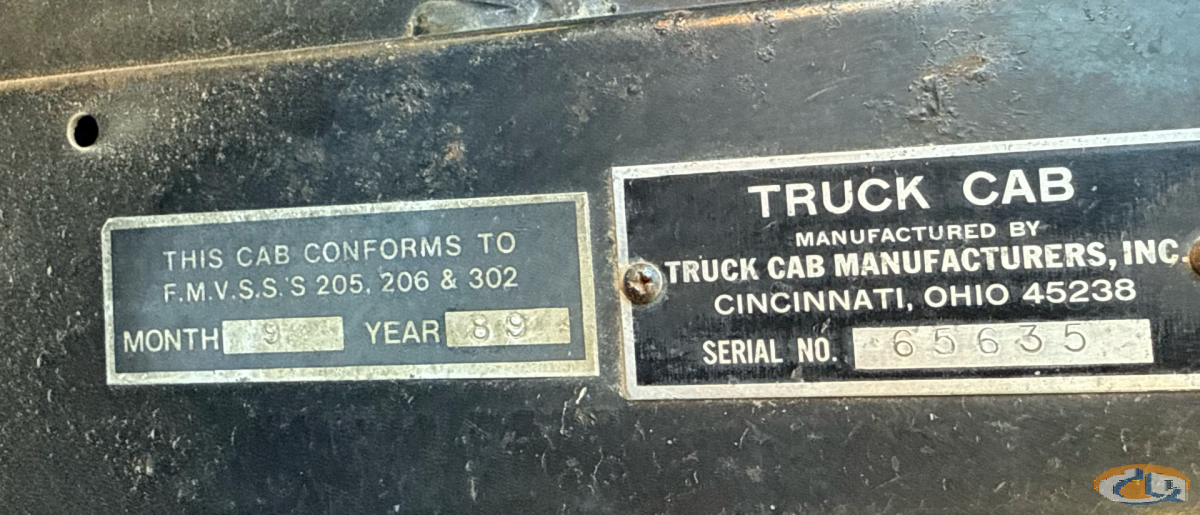 THIS CAB CONFORMS TO
F.M.V.S.S.'S 205, 206 & 302
MONTH 9 YEAR 89
TRUCK CAB
MANUFACTURED BY
TRUCK CAB MANUFACTURERS, INC.
CINCINNATI, OHIO 45238
SERIAL NO. 65635